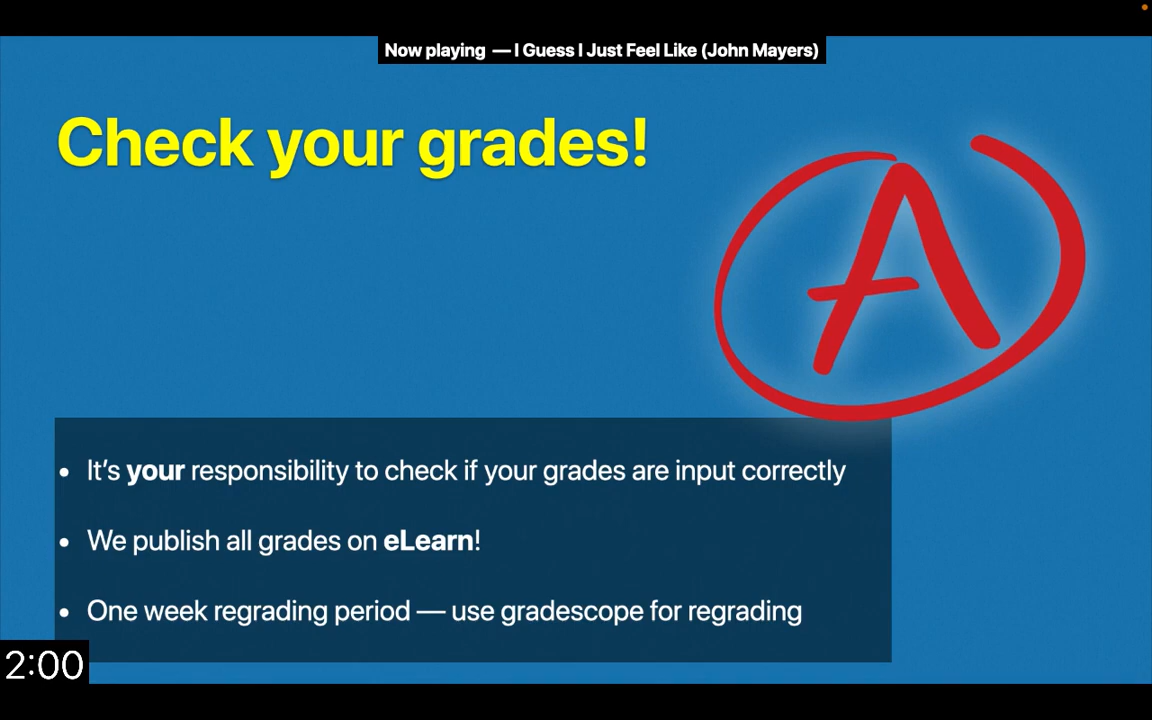 Now playing — I Guess I Just Feel Like (John Mayers)
Check your grades!
A
• It’s your responsibility to check if your grades are input correctly
• We publish all grades on eLearn!
• One week regrading period — use gradescope for regrading
2:00